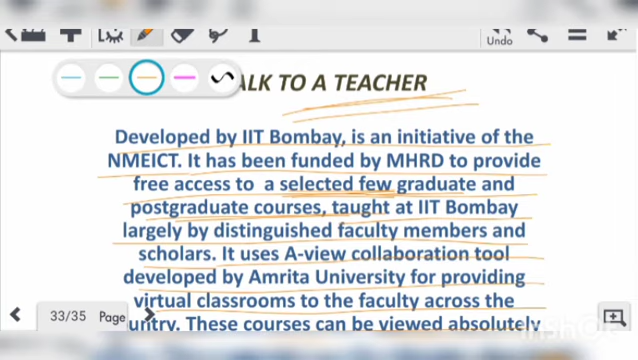 Undo
ALK TO A TEACHER
Developed by IIT Bombay, is an initiative of the
NMEICT. It has been funded by MHRD to provide
free access to a selected few graduate and
postgraduate courses, taught at IIT Bombay
largely by distinguished faculty members and
scholars. It uses A-view collaboration tool
developed by Amrita University for providing
virtual classrooms to the faculty across the
untry. These courses can be viewed absolutely
33/35 Page